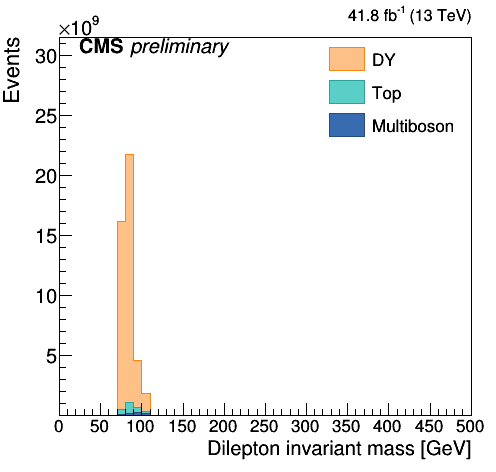 41.8 fb⁻¹ (13 TeV)
×10⁹
CMS preliminary
Events
30
25
20
15
10
5
DY
Top
Multiboson
0 50 100 150 200 250 300 350 400 450 500
Dilepton invariant mass [GeV]